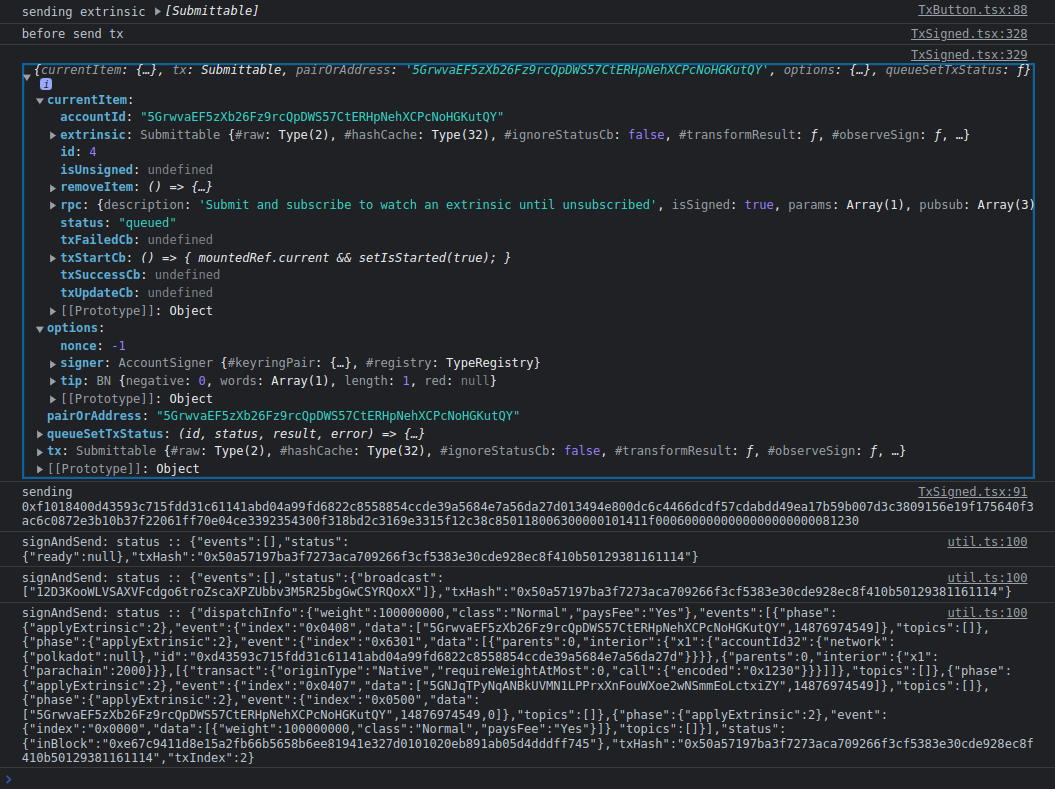 sending extrinsic ▶[Submittable] TxButton.tsx:88
before send tx TxSigned.tsx:328
TxSigned.tsx:329
{currentItem: {…}, tx: Submittable, pairOrAddress: '5GrwvaEF5zXb26Fz9rcQpDWS57CtERHpNehXCPcNoHGKutQY', options: {…}, queueSetTxStatus: ƒ}
i
currentItem:
accountId: "5GrwvaEF5zXb26Fz9rcQpDWS57CtERHpNehXCPcNoHGKutQY"
extrinsic: Submittable {#raw: Type(2), #hashCache: Type(32), #ignoreStatusCb: false, #transformResult: ƒ, #observeSign: ƒ, …}
id: 4
isUnsigned: undefined
removeItem: () => {…}
rpc: {description: 'Submit and subscribe to watch an extrinsic until unsubscribed', isSigned: true, params: Array(1), pubsub: Array(3)
status: "queued"
txFailedCb: undefined
txStartCb: () => { mountedRef.current && setIsStarted(true); }
txSuccessCb: undefined
txUpdateCb: undefined
[[Prototype]]: Object
options:
nonce: -1
signer: AccountSigner {#keyringPair: {…}, #registry: TypeRegistry}
tip: BN {negative: 0, words: Array(1), length: 1, red: null}
[[Prototype]]: Object
pairOrAddress: "5GrwvaEF5zXb26Fz9rcQpDWS57CtERHpNehXCPcNoHGKutQY"
queueSetTxStatus: (id, status, result, error) => {…}
tx: Submittable {#raw: Type(2), #hashCache: Type(32), #ignoreStatusCb: false, #transformResult: ƒ, #observeSign: ƒ, …}
[[Prototype]]: Object
sending TxSigned.tsx:91
0xf1018400d43593c715fdd31c61141abd04a99fd6822c8558854ccde39a5684e7a56da27d013494e800dc6c4466dcdf57cdabdd49ea17b59b007d3c3809156e19f175640f3
ac6c0872e3b10b37f22061ff70e04ce3392354300f318bd2c3169e3315f12c38c850118006300000101411f0006000000000000000000081230
signAndSend: status :: {"events":[],"status": util.ts:100
{"ready":null},"txHash":"0x50a57197ba3f7273aca709266f3cf5383e30cde928ec8f410b50129381161114"}
signAndSend: status :: {"events":[],"status":{"broadcast": util.ts:100
["12D3KooWLVSAXVFcdgo6troZscaXPZUbbv3M5R25bgGwCSYRQoxX"]},"txHash":"0x50a57197ba3f7273aca709266f3cf5383e30cde928ec8f410b50129381161114"}
signAndSend: status :: {"dispatchInfo":{"weight":100000000,"class":"Normal","paysFee":"Yes"},"events":[{"phase": util.ts:100
{"applyExtrinsic":2},"event":{"index":"0x0408","data":["5GrwvaEF5zXb26Fz9rcQpDWS57CtERHpNehXCPcNoHGKutQY",14876974549]},"topics":[]},
{"phase":{"applyExtrinsic":2},"event":{"index":"0x6301","data":[{"parents":0,"interior":{"x1":{"accountId32":{"network":
{"polkadot":null},"id":"0xd43593c715fdd31c61141abd04a99fd6822c8558854ccde39a5684e7a56da27d"}}}},{"parents":0,"interior":{"x1":
{"parachain":2000}}},[{"transact":{"originType":"Native","requireWeightAtMost":0,"call":{"encoded":"0x1230"}}}]]},"topics":[]},{"phase":
{"applyExtrinsic":2},"event":{"index":"0x0407","data":["5GNJqTPyNqANBkUVMN1LPPrxXnFouWXoe2wNSmmEoLctxiZY",14876974549]},"topics":[]},
{"phase":{"applyExtrinsic":2},"event":{"index":"0x0500","data":
["5GrwvaEF5zXb26Fz9rcQpDWS57CtERHpNehXCPcNoHGKutQY",14876974549,0]},"topics":[]},{"phase":{"applyExtrinsic":2},"event":
{"index":"0x0000","data":[{"weight":100000000,"class":"Normal","paysFee":"Yes"}]},"topics":[]}],"status":
{"inBlock":"0xe67c9411d8e15a2fb66b5658b6ee81941e327d0101020eb891ab05d4dddff745"},"txHash":"0x50a57197ba3f7273aca709266f3cf5383e30cde928ec8f
410b50129381161114","txIndex":2}